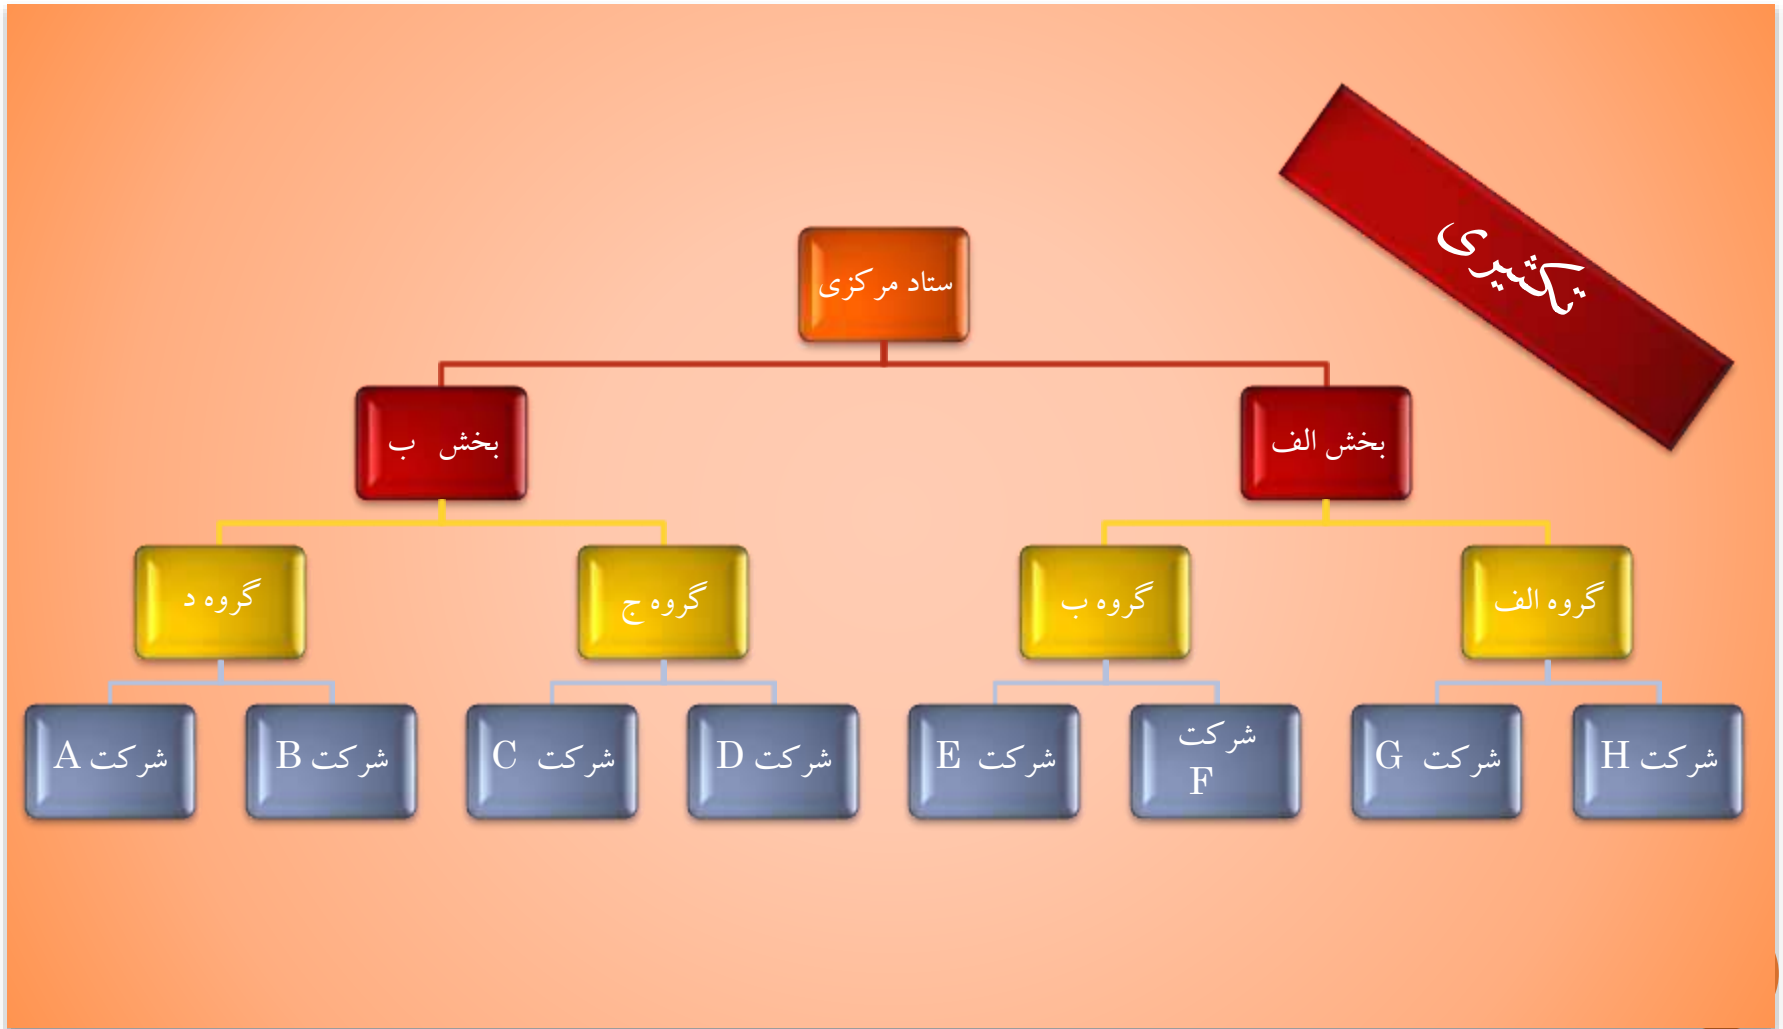 تکثیری
ستاد مرکزی
بخش الف
بخش ب
گروه الف
گروه ب
گروه ج
گروه د
شرکت H
شرکت G
شرکت
F
شرکت E
شرکت D
شرکت C
شرکت B
شرکت A